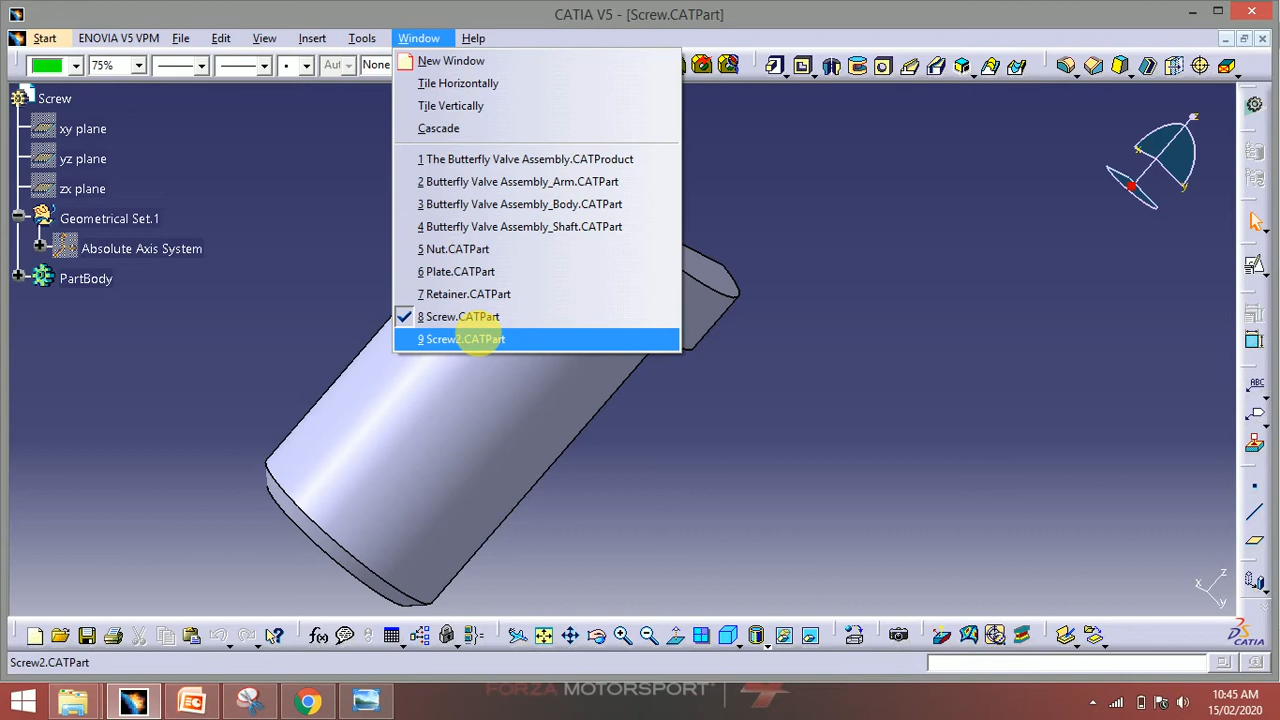 CATIA V5 - [Screw.CATPart]
Start ENOVIA V5 VPM File Edit View Insert Tools Window Help
75% Aut None
New Window
Tile Horizontally
Tile Vertically
Cascade
1 The Butterfly Valve Assembly.CATProduct
2 Butterfly Valve Assembly_Arm.CATPart
3 Butterfly Valve Assembly_Body.CATPart
4 Butterfly Valve Assembly_Shaft.CATPart
5 Nut.CATPart
6 Plate.CATPart
7 Retainer.CATPart
8 Screw.CATPart
9 Screw2.CATPart
Screw
xy plane
yz plane
zx plane
Geometrical Set.1
Absolute Axis System
PartBody
ABC
z
x
y
f(x)
CATIA
Screw2.CATPart
FORZA MOTORSPORT
10:45 AM
15/02/2020